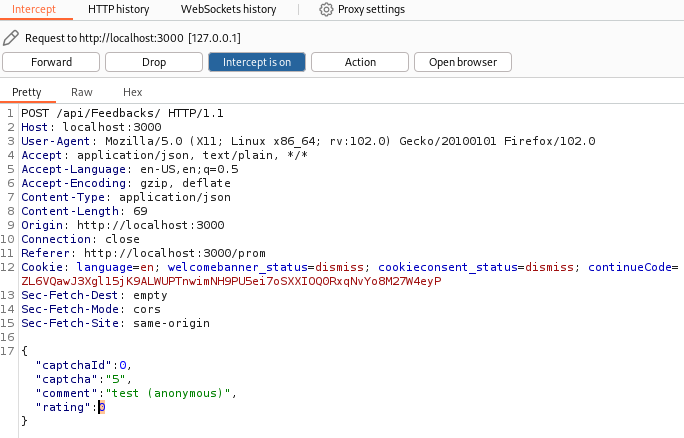 Intercept HTTP history WebSockets history Proxy settings
Request to http://localhost:3000 [127.0.0.1]
Forward Drop Intercept is on Action Open browser
Pretty Raw Hex
1 POST /api/Feedbacks/ HTTP/1.1
2 Host: localhost:3000
3 User-Agent: Mozilla/5.0 (X11; Linux x86_64; rv:102.0) Gecko/20100101 Firefox/102.0
4 Accept: application/json, text/plain, */*
5 Accept-Language: en-US,en;q=0.5
6 Accept-Encoding: gzip, deflate
7 Content-Type: application/json
8 Content-Length: 69
9 Origin: http://localhost:3000
10 Connection: close
11 Referer: http://localhost:3000/prom
12 Cookie: language=en; welcomebanner_status=dismiss; cookieconsent_status=dismiss; continueCode=
ZL6VQawJ3Xgl15jK9ALWUPTnwimNH9PU5ei7oSXXIOQ0RxqNvYo8M27W4eyP
13 Sec-Fetch-Dest: empty
14 Sec-Fetch-Mode: cors
15 Sec-Fetch-Site: same-origin
16
17 {
"captchaId":0,
"captcha":"5",
"comment":"test (anonymous)",
"rating":0
}